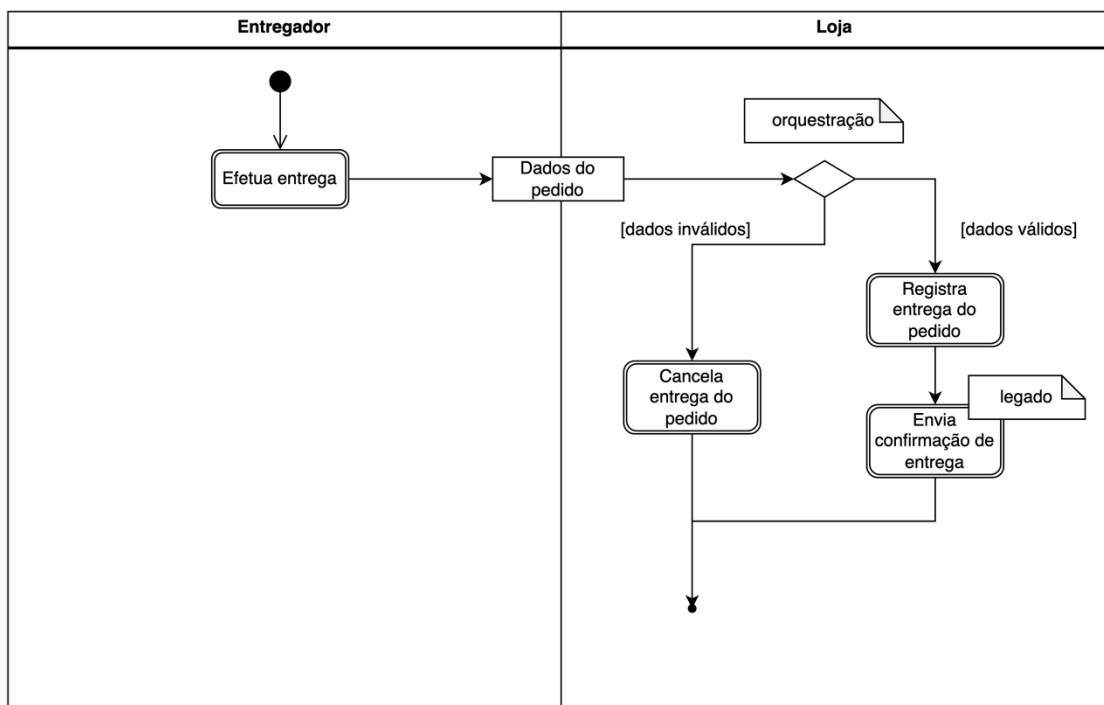 Entregador
Loja
orquestração
Efetua entrega
Dados do
pedido
[dados inválidos]
[dados válidos]
Registra
entrega do
pedido
Cancela
entrega do
pedido
legado
Envia
confirmação de
entrega